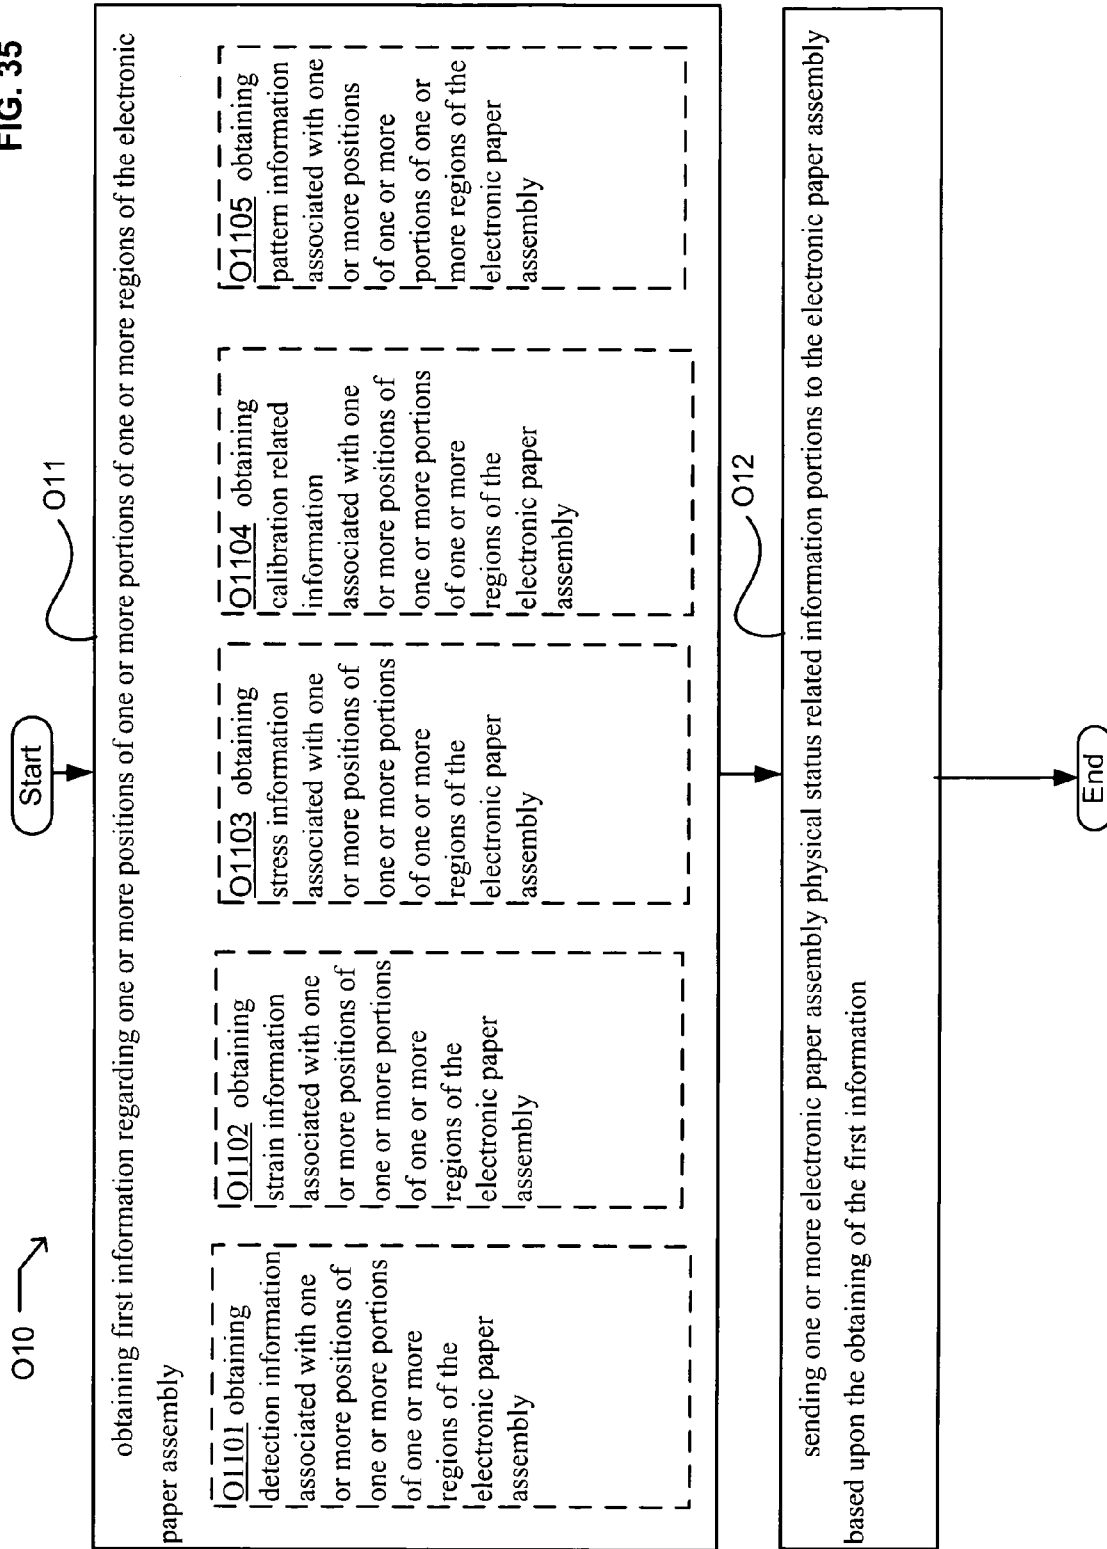 FIG. 35
O10
Start
O11
obtaining first information regarding one or more positions of one or more portions of one or more regions of the electronic
paper assembly
O1101 obtaining
detection information
associated with one
or more positions of
one or more portions
of one or more
regions of the
electronic paper
assembly
O1102 obtaining
strain information
associated with one
or more positions of
one or more portions
of one or more
regions of the
electronic paper
assembly
O1103 obtaining
stress information
associated with one
or more positions of
one or more portions
of one or more
regions of the
electronic paper
assembly
O1104 obtaining
calibration related
information
associated with one
or more positions of
one or more portions
of one or more
regions of the
electronic paper
assembly
O1105 obtaining
pattern information
associated with one
or more positions
of one or more
portions of one or
more regions of the
electronic paper
assembly
O12
sending one or more electronic paper assembly physical status related information portions to the electronic paper assembly
based upon the obtaining of the first information
End